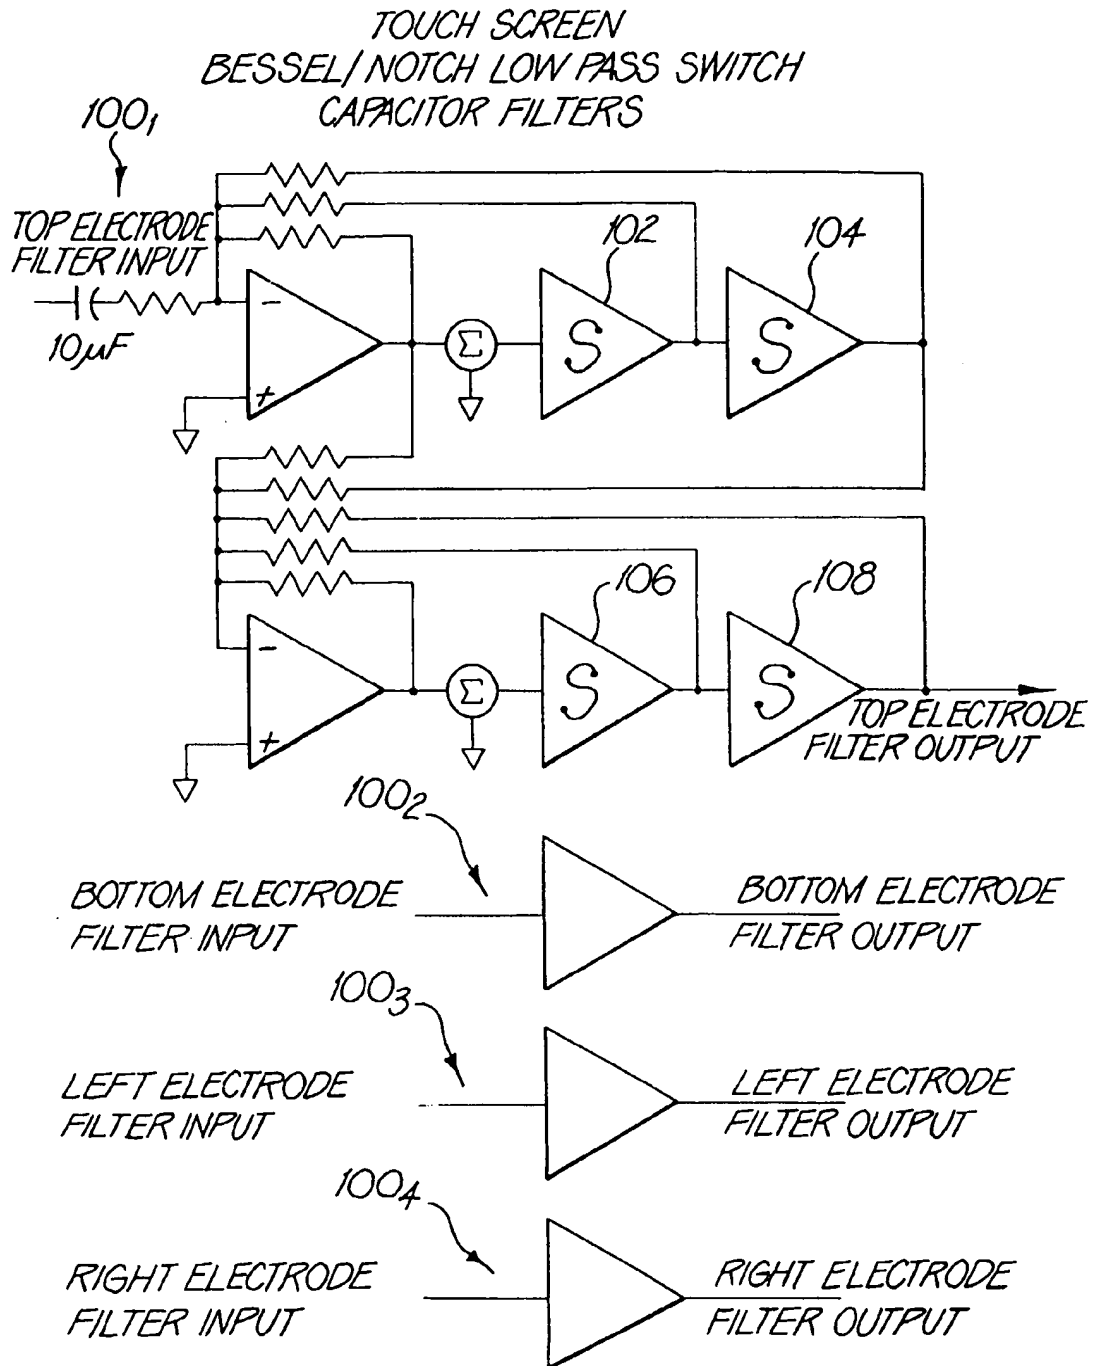 TOUCH SCREEN
BESSEL/NOTCH LOW PASS SWITCH
CAPACITOR FILTERS
100₁
TOP ELECTRODE
FILTER INPUT
10µF
-
+
Σ
102
S
104
S
-
+
Σ
106
S
108
S
TOP ELECTRODE
FILTER OUTPUT
100₂
BOTTOM ELECTRODE
FILTER INPUT
BOTTOM ELECTRODE
FILTER OUTPUT
100₃
LEFT ELECTRODE
FILTER INPUT
LEFT ELECTRODE
FILTER OUTPUT
100₄
RIGHT ELECTRODE
FILTER INPUT
RIGHT ELECTRODE
FILTER OUTPUT